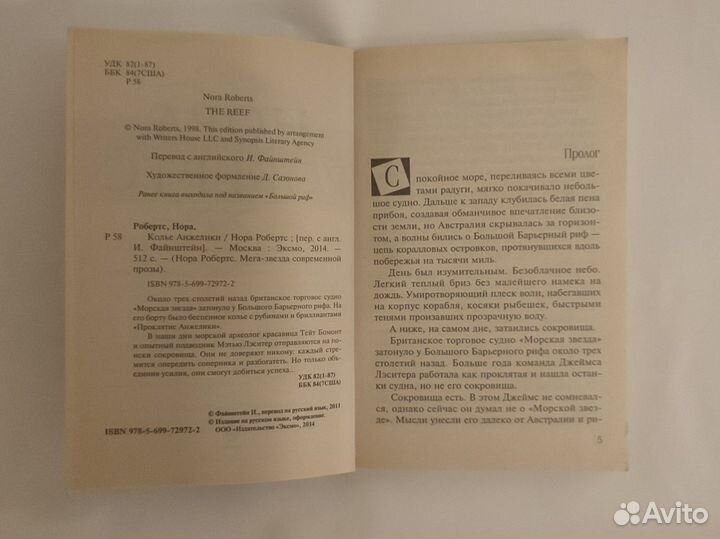 УДК 82(1-87)
ББК 84(7США)
Р 58
Nora Roberts
THE REEF
© Nora Roberts, 1998. This edition published by arrangement
with Writers House LLC and Synopsis Literary Agency
Перевод с английского И. Файнштейн
Художественное оформление Д. Сазонова
Ранее книга выходила под названием «Большой риф»
Робертс, Нора.
Р 58 Колье Анжелики / Нора Робертс ; [пер. с англ.
И. Файнштейн]. — Москва : Эксмо, 2014. —
512 с. — (Нора Робертс. Мега-звезда современной
прозы).
ISBN 978-5-699-72972-2
Около трех столетий назад британское торговое судно
«Морская звезда» затонуло у Большого Барьерного рифа. На
его борту было бесценное колье с рубинами и бриллиантами
«Проклятие Анжелики».
В наши дни морской археолог красавица Тейт Бомонт
и опытный подводник Мэтью Лэситер отправляются на поис-
ки сокровищ. Они не доверяют никому: каждый стре-
мится опередить соперника и разбогатеть. Но только
объединив усилия, они смогут добиться успеха...
УДК 82(1-87)
ББК 84(7США)
© Файнштейн И., перевод на русский язык, 2011
© Издание на русском языке, оформление.
ООО «Издательство «Эксмо», 2014
ISBN 978-5-699-72972-2
Пролог
Спокойное море, переливаясь всеми цве-
тами радуги, мягко покачивало неболь-
шое судно. Дальше к западу клубилась белая пена
прибоя, создавая обманчивое впечатление близос-
ти земли, но Австралия скрывалась за горизон-
том, а волны бились о Большой Барьерный риф —
цепь коралловых островков, протянувшихся вдоль
побережья на тысячи миль.
День был изумительным. Безоблачное небо.
Легкий теплый бриз без малейшего намека на
дождь. Умиротворяющий плеск волн, набегавших
на корпус корабля, косяки рыбешек, быстрыми
тенями пронзавших прозрачную воду.
А ниже, на самом дне, затаились сокровища.
Британское торговое судно «Морская звезда»
затонуло у Большого Барьерного рифа около трех
столетий назад. Больше года команда Джеймса
Лэситера работала как проклятая и нашла остан-
ки судна, но не его сокровища.
Сокровища есть. В этом Джеймс не сомневал-
ся, однако сейчас он думал не о «Морской звез-
де». Мысли унесли его далеко от Австралии и ри-
5
Avito